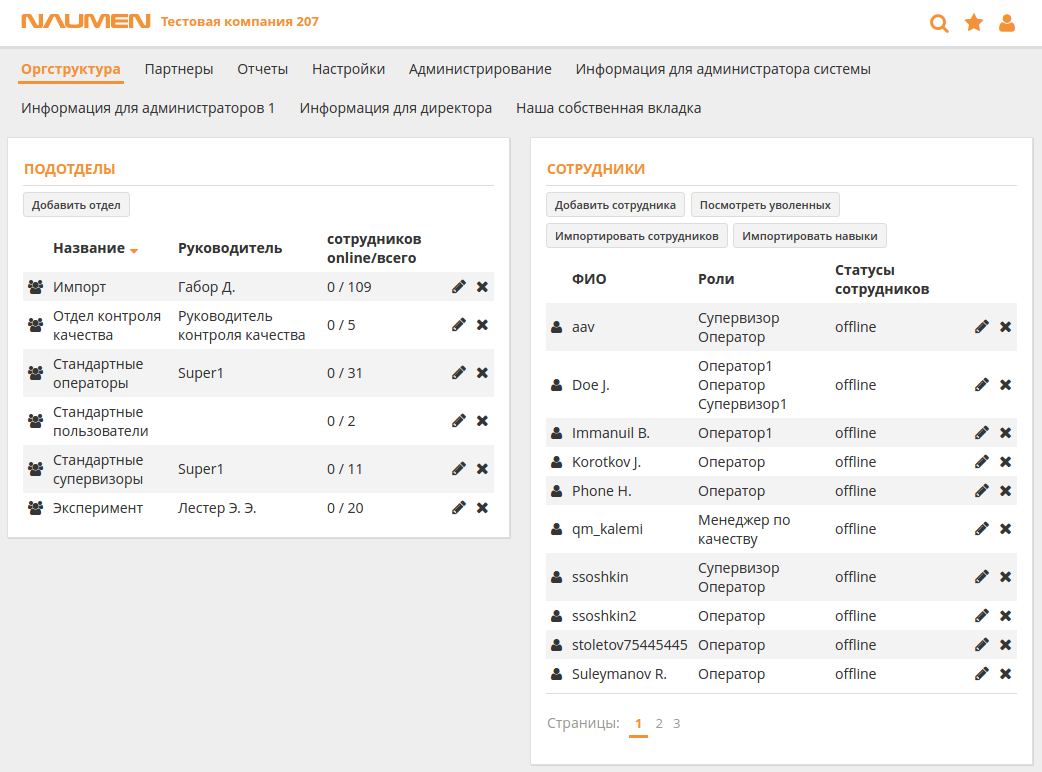 NAUMEN Тестовая компания 207
Оргструктура Партнеры Отчеты Настройки Администрирование Информация для администратора системы
Информация для администраторов 1 Информация для директора Наша собственная вкладка
ПОДОТДЕЛЫ
Добавить отдел
Название Руководитель сотрудников online/всего
Импорт Габор Д. 0 / 109
Отдел контроля качества Руководитель контроля качества 0 / 5
Стандартные операторы Super1 0 / 31
Стандартные пользователи 0 / 2
Стандартные супервизоры Super1 0 / 11
Эксперимент Лестер Э. Э. 0 / 20
СОТРУДНИКИ
Добавить сотрудника Посмотреть уволенных
Импортировать сотрудников Импортировать навыки
ФИО Роли Статусы сотрудников
aav Супервизор Оператор offline
Doe J. Оператор1 Оператор Супервизор1 offline
Immanuil B. Оператор1 offline
Korotkov J. Оператор offline
Phone H. Оператор offline
qm_kalemi Менеджер по качеству offline
ssoshkin Супервизор Оператор offline
ssoshkin2 Оператор offline
stoletov75445445 Оператор offline
Suleymanov R. Оператор offline
Страницы: 1 2 3